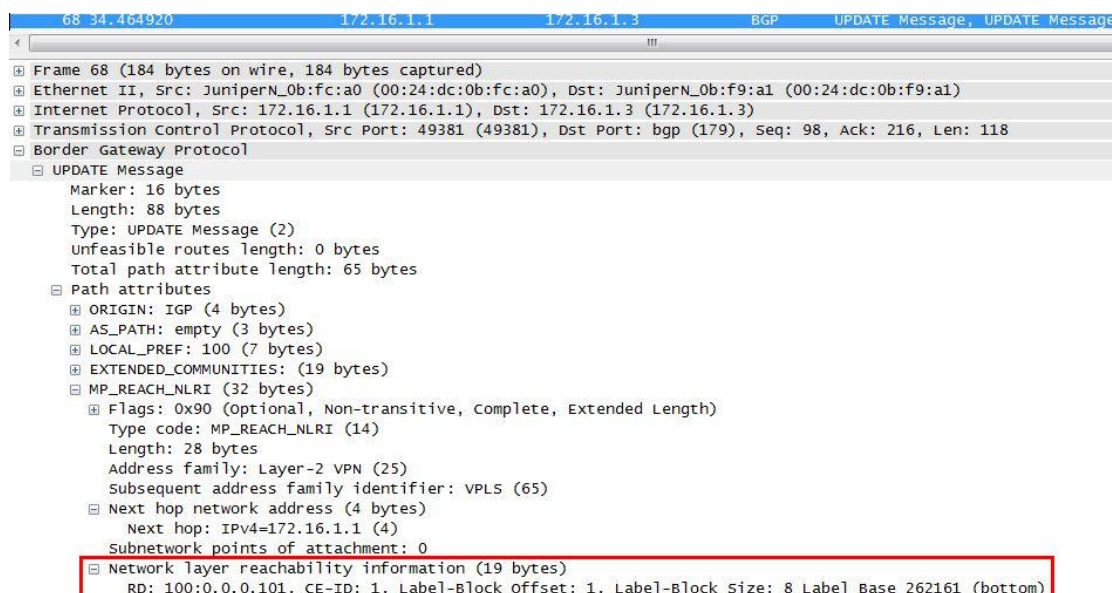 68 34.464920 172.16.1.1 172.16.1.3 BGP UPDATE Message, UPDATE Message
Frame 68 (184 bytes on wire, 184 bytes captured)
Ethernet II, Src: JuniperN_0b:fc:a0 (00:24:dc:0b:fc:a0), Dst: JuniperN_0b:f9:a1 (00:24:dc:0b:f9:a1)
Internet Protocol, Src: 172.16.1.1 (172.16.1.1), Dst: 172.16.1.3 (172.16.1.3)
Transmission Control Protocol, Src Port: 49381 (49381), Dst Port: bgp (179), Seq: 98, Ack: 216, Len: 118
Border Gateway Protocol
UPDATE Message
Marker: 16 bytes
Length: 88 bytes
Type: UPDATE Message (2)
Unfeasible routes length: 0 bytes
Total path attribute length: 65 bytes
Path attributes
ORIGIN: IGP (4 bytes)
AS_PATH: empty (3 bytes)
LOCAL_PREF: 100 (7 bytes)
EXTENDED_COMMUNITIES: (19 bytes)
MP_REACH_NLRI (32 bytes)
Flags: 0x90 (Optional, Non-transitive, Complete, Extended Length)
Type code: MP_REACH_NLRI (14)
Length: 28 bytes
Address family: Layer-2 VPN (25)
Subsequent address family identifier: VPLS (65)
Next hop network address (4 bytes)
Next hop: IPv4=172.16.1.1 (4)
Subnetwork points of attachment: 0
Network layer reachability information (19 bytes)
RD: 100:0.0.0.101, CE-ID: 1, Label-Block Offset: 1, Label-Block Size: 8 Label Base 262161 (bottom)